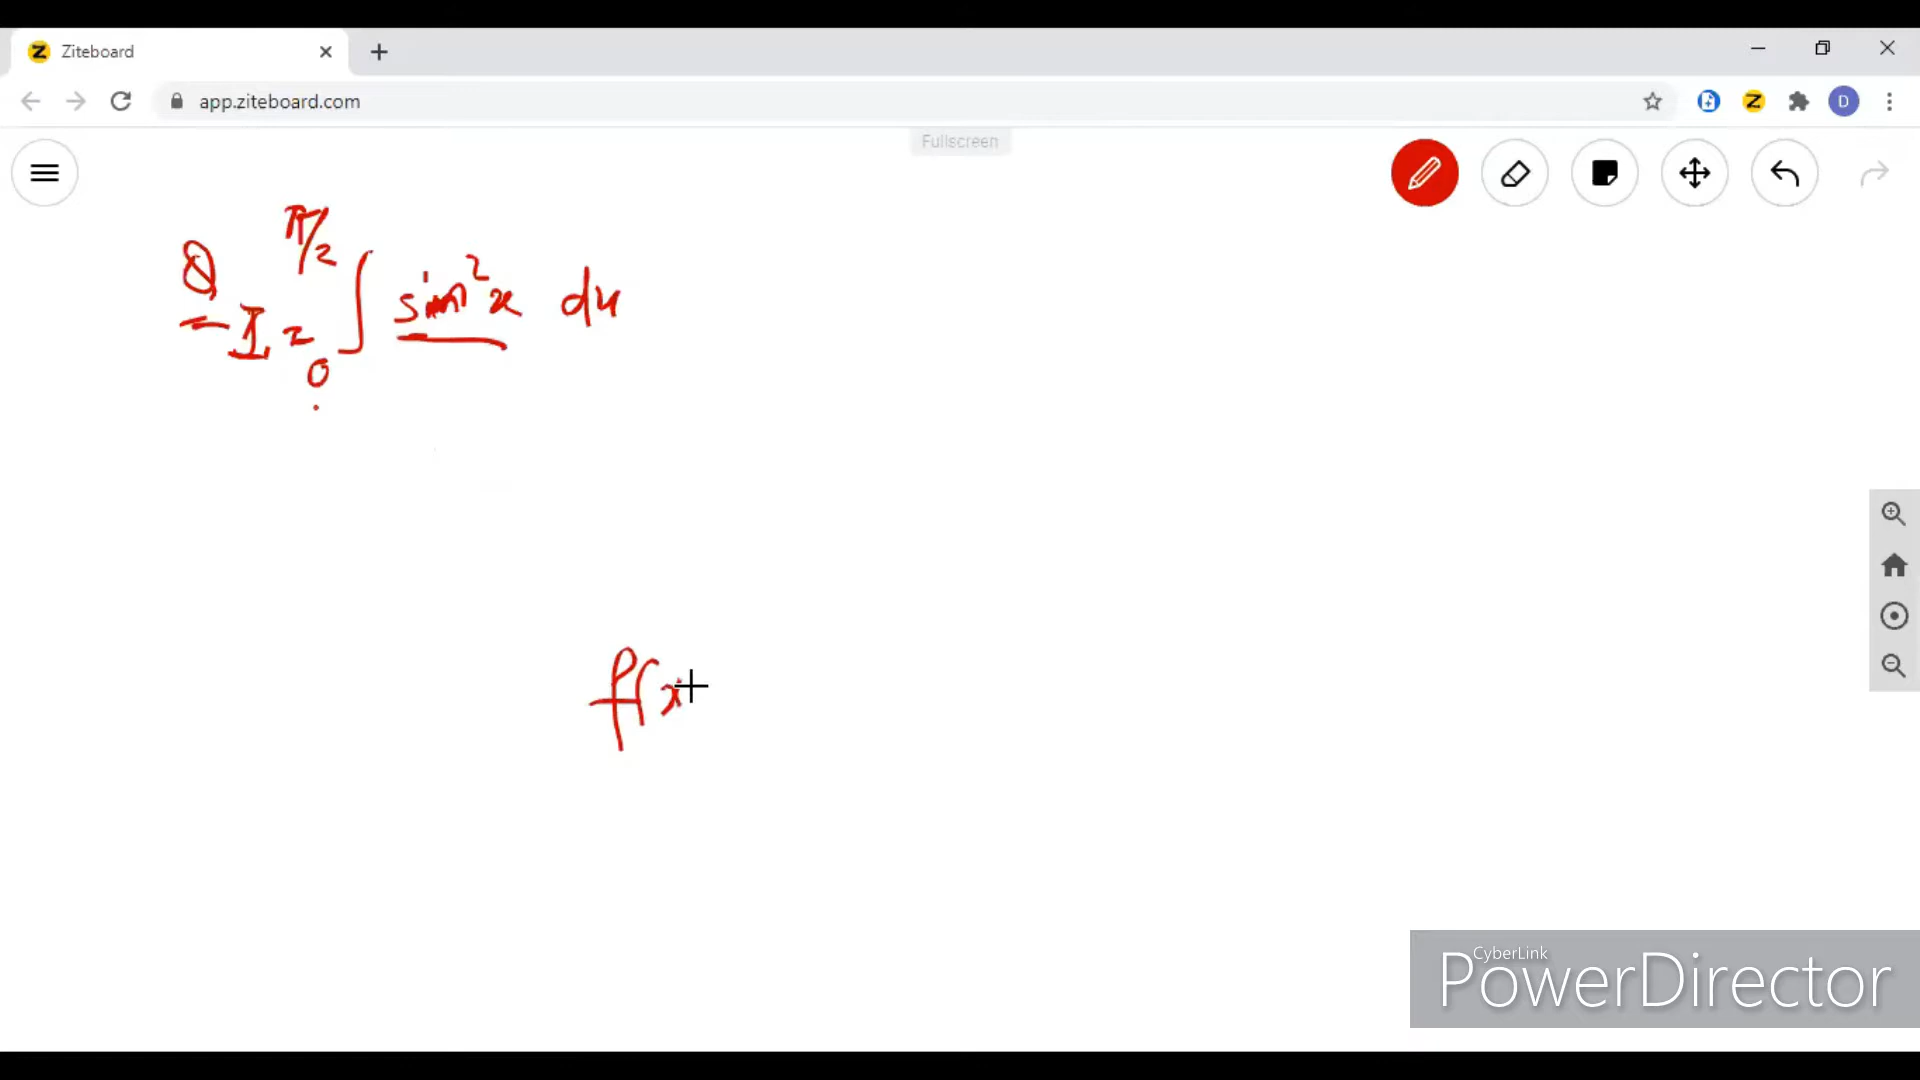 Ziteboard
app.ziteboard.com
D
Fullscreen
Q I = ∫₀^π/2 sin²x dx
f(x
CyberLink
PowerDirector